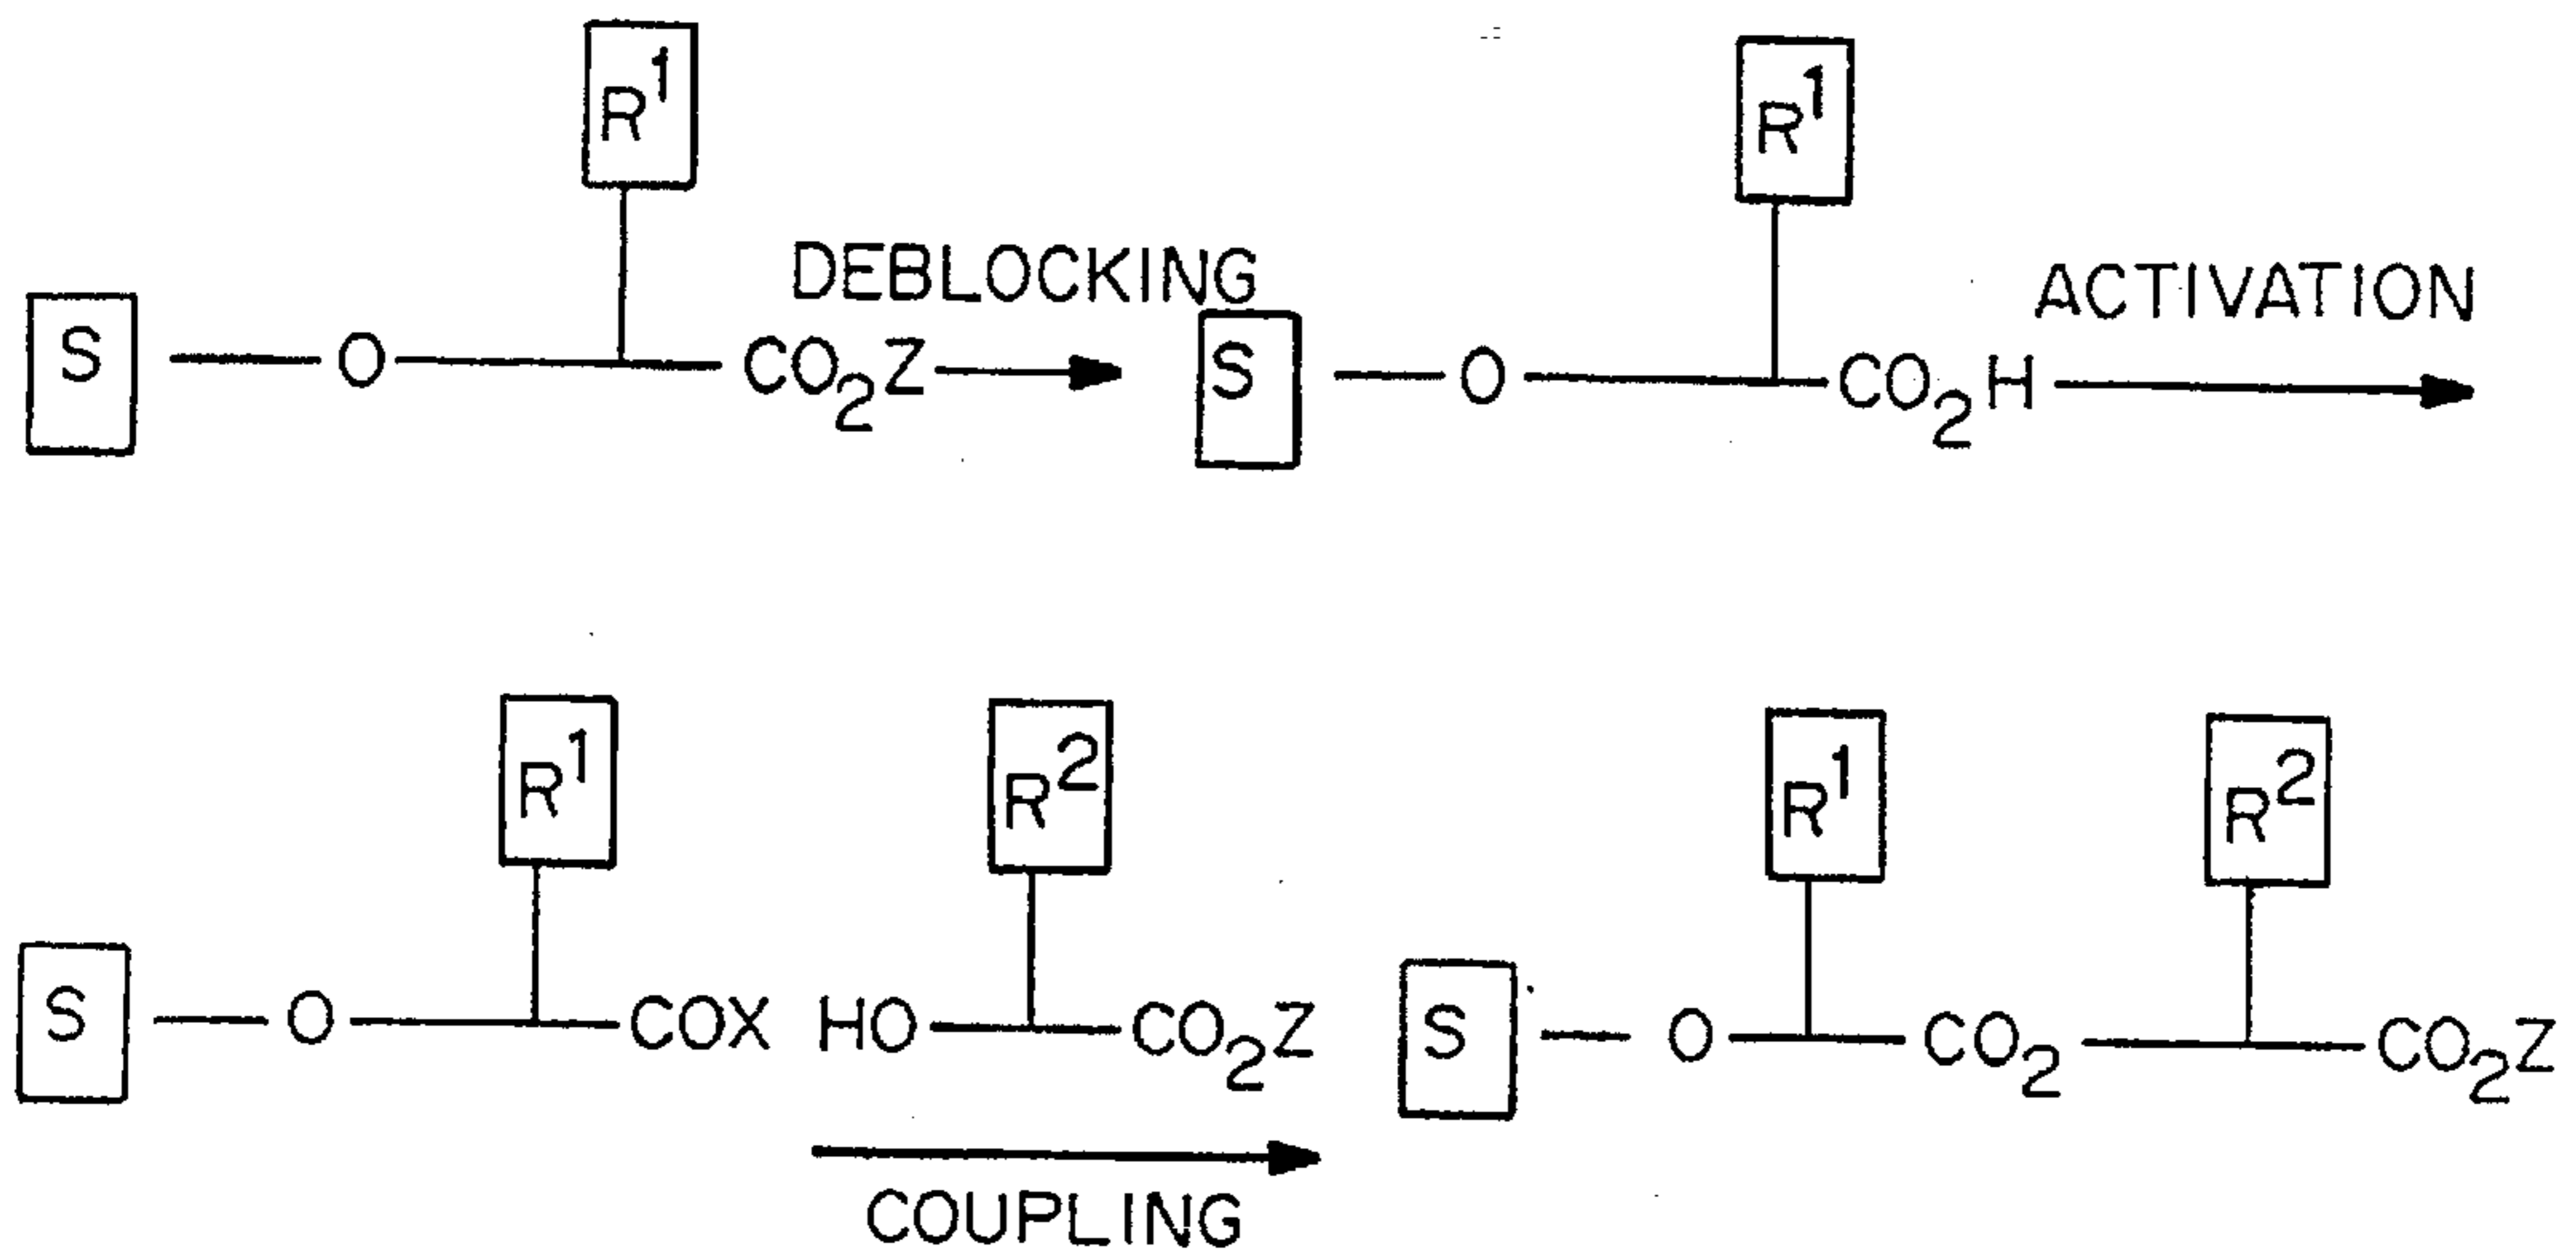 R¹ R¹
DEBLOCKING ACTIVATION
S — O — CO₂Z S — O — CO₂H
R¹ R² R¹ R²
S — O — COX HO — CO₂Z S — O — CO₂ — CO₂Z
COUPLING